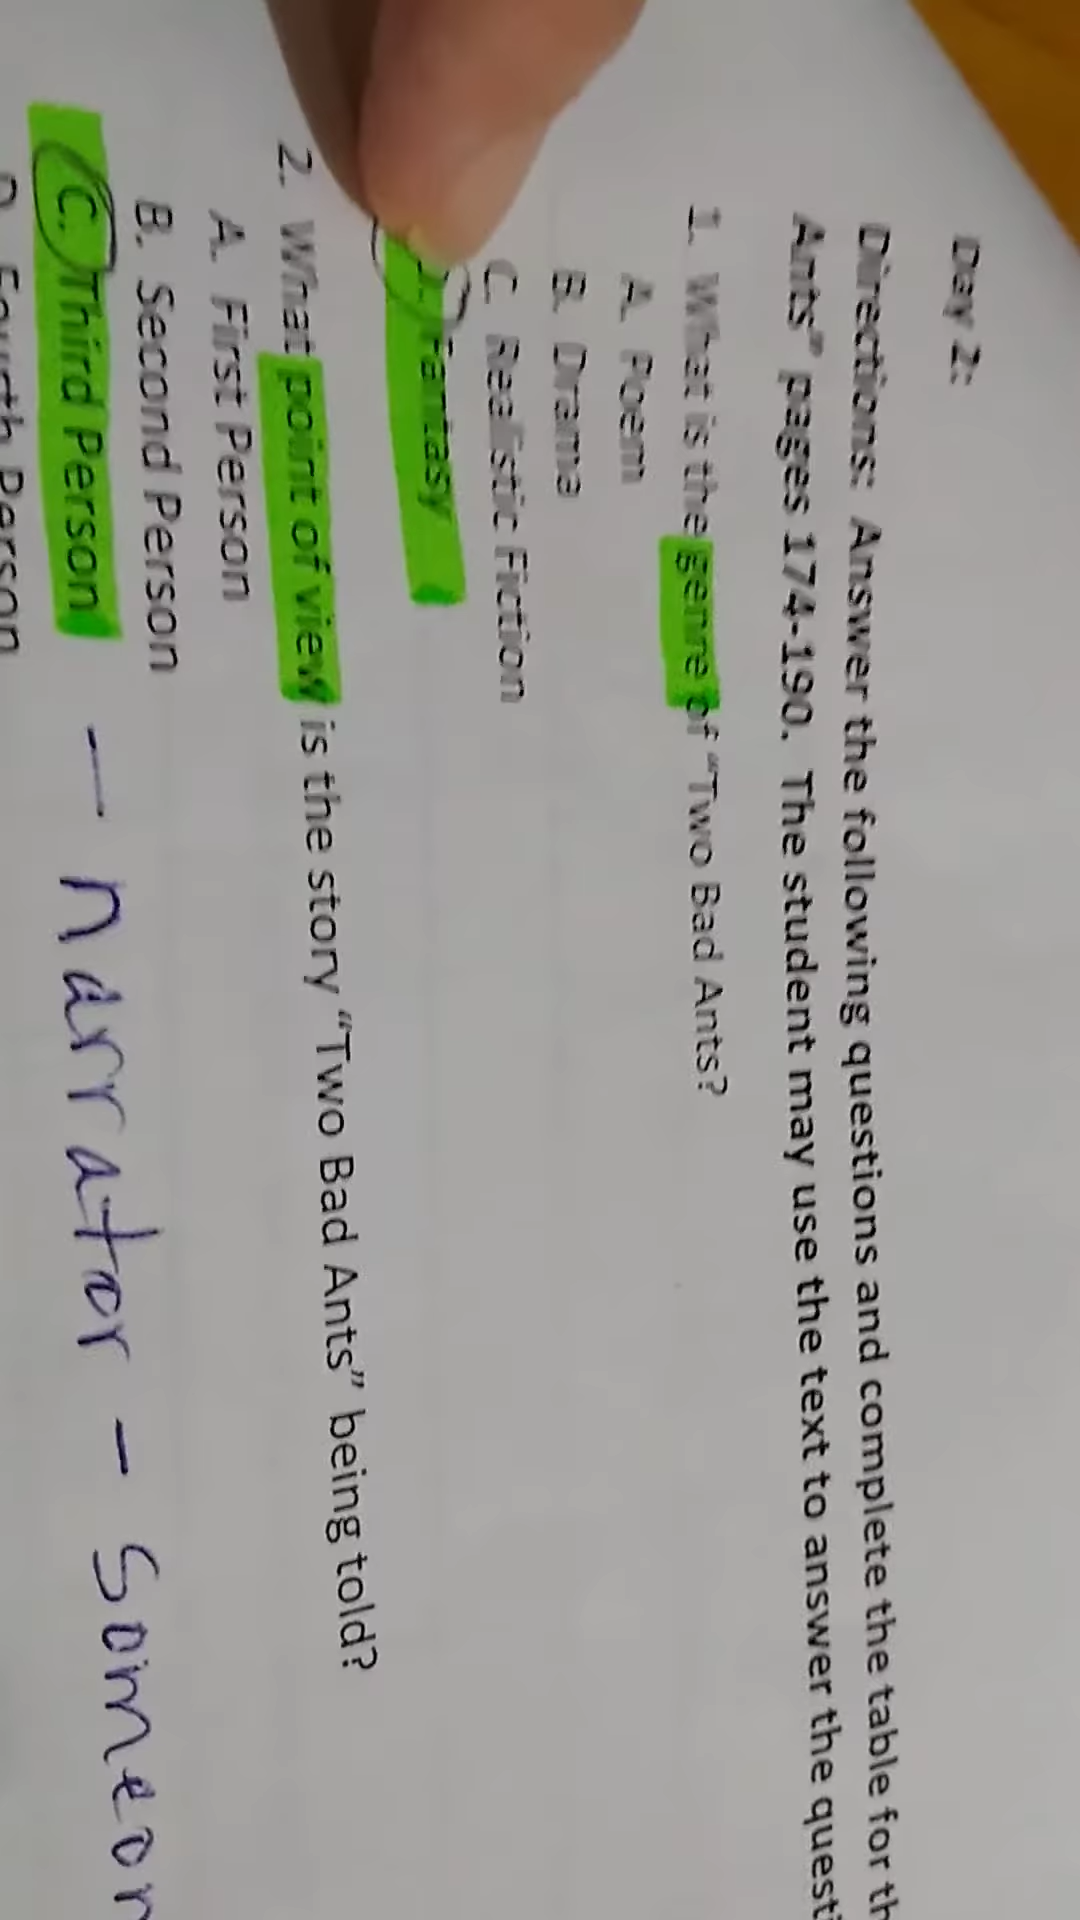 Day 2:
Directions: Answer the following questions and complete the table for th
Ants" pages 174-190. The student may use the text to answer the questi
1. What is the genre of "Two Bad Ants?
A. Poem
B. Drama
C. Realistic Fiction
Fantasy
2. What point of view is the story "Two Bad Ants" being told?
A. First Person
B. Second Person
C. Third Person - narrator - Someon
D. Fourth Person